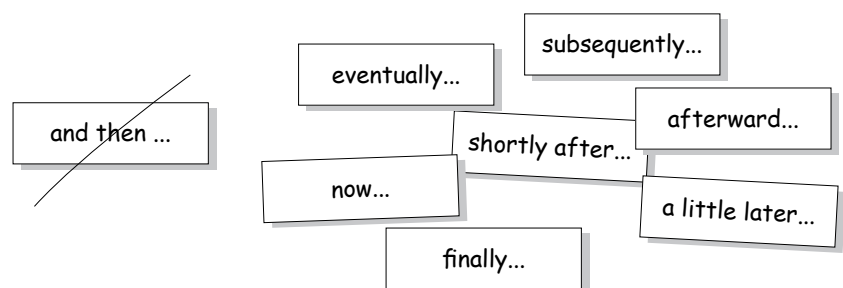 and then ...
eventually...
subsequently...
shortly after...
afterward...
now...
a little later...
finally...